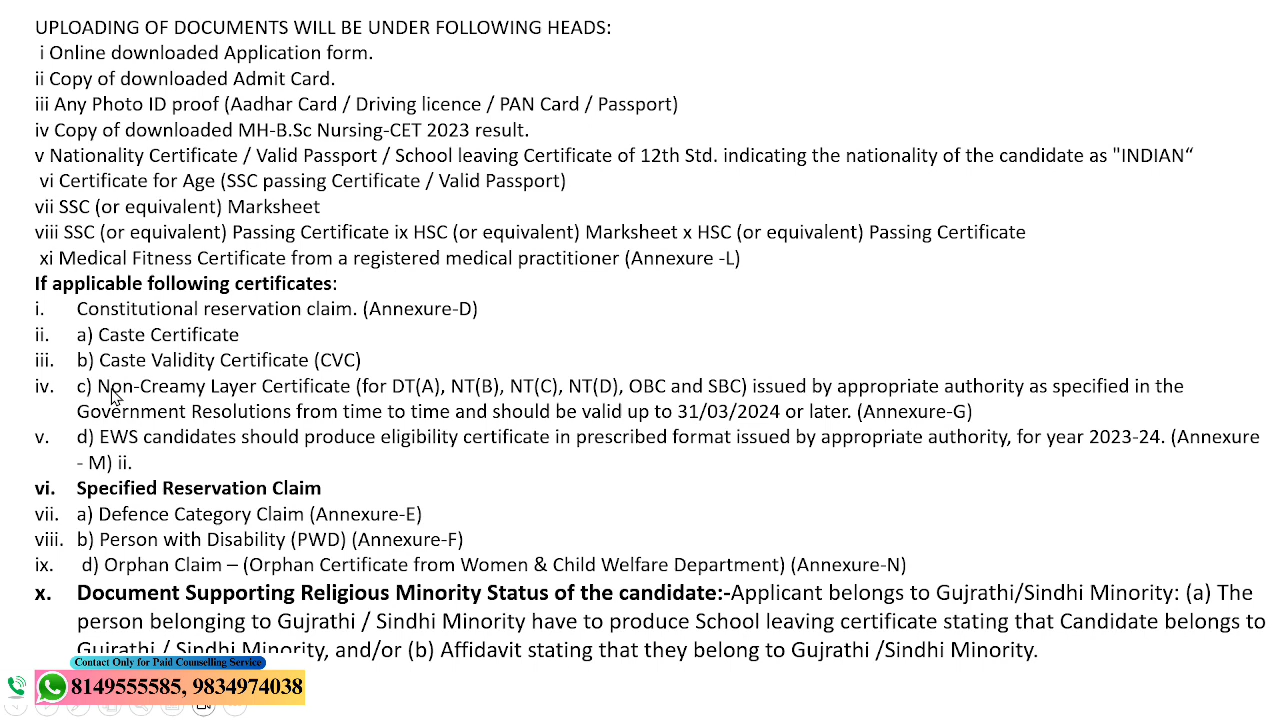 UPLOADING OF DOCUMENTS WILL BE UNDER FOLLOWING HEADS:
i Online downloaded Application form.
ii Copy of downloaded Admit Card.
iii Any Photo ID proof (Aadhar Card / Driving licence / PAN Card / Passport)
iv Copy of downloaded MH-B.Sc Nursing-CET 2023 result.
v Nationality Certificate / Valid Passport / School leaving Certificate of 12th Std. indicating the nationality of the candidate as "INDIAN“
vi Certificate for Age (SSC passing Certificate / Valid Passport)
vii SSC (or equivalent) Marksheet
viii SSC (or equivalent) Passing Certificate ix HSC (or equivalent) Marksheet x HSC (or equivalent) Passing Certificate
xi Medical Fitness Certificate from a registered medical practitioner (Annexure -L)
If applicable following certificates:
i. Constitutional reservation claim. (Annexure-D)
ii. a) Caste Certificate
iii. b) Caste Validity Certificate (CVC)
iv. c) Non-Creamy Layer Certificate (for DT(A), NT(B), NT(C), NT(D), OBC and SBC) issued by appropriate authority as specified in the
Government Resolutions from time to time and should be valid up to 31/03/2024 or later. (Annexure-G)
v. d) EWS candidates should produce eligibility certificate in prescribed format issued by appropriate authority, for year 2023-24. (Annexure
- M) ii.
vi. Specified Reservation Claim
vii. a) Defence Category Claim (Annexure-E)
viii. b) Person with Disability (PWD) (Annexure-F)
ix. d) Orphan Claim – (Orphan Certificate from Women & Child Welfare Department) (Annexure-N)
x. Document Supporting Religious Minority Status of the candidate:-Applicant belongs to Gujrathi/Sindhi Minority: (a) The
person belonging to Gujrathi / Sindhi Minority have to produce School leaving certificate stating that Candidate belongs to
Gujrathi / Sindhi Minority, and/or (b) Affidavit stating that they belong to Gujrathi /Sindhi Minority.
Contact Only for Paid Counselling Service
8149555585, 9834974038